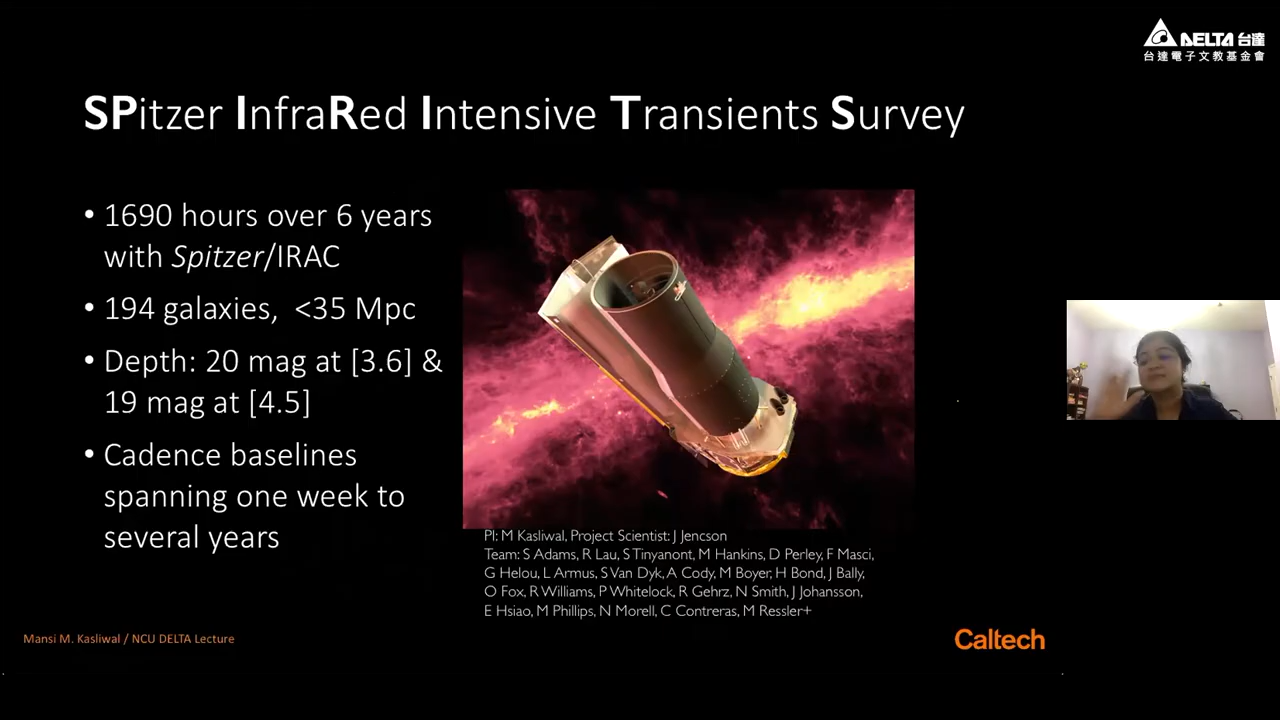 DELTA 台達
台達電子文教基金會
SPitzer InfraRed Intensive Transients Survey
• 1690 hours over 6 years
with Spitzer/IRAC
• 194 galaxies, <35 Mpc
• Depth: 20 mag at [3.6] &
19 mag at [4.5]
• Cadence baselines
spanning one week to
several years
PI: M Kasliwal, Project Scientist: J Jencson
Team: S Adams, R Lau, S Tinyanont, M Hankins, D Perley, F Masci,
G Helou, L Armus, S Van Dyk, A Cody, M Boyer, H Bond, J Bally,
O Fox, R Williams, P Whitelock, R Gehrz, N Smith, J Johansson,
E Hsiao, M Phillips, N Morell, C Contreras, M Ressler+
Mansi M. Kasliwal / NCU DELTA Lecture
Caltech